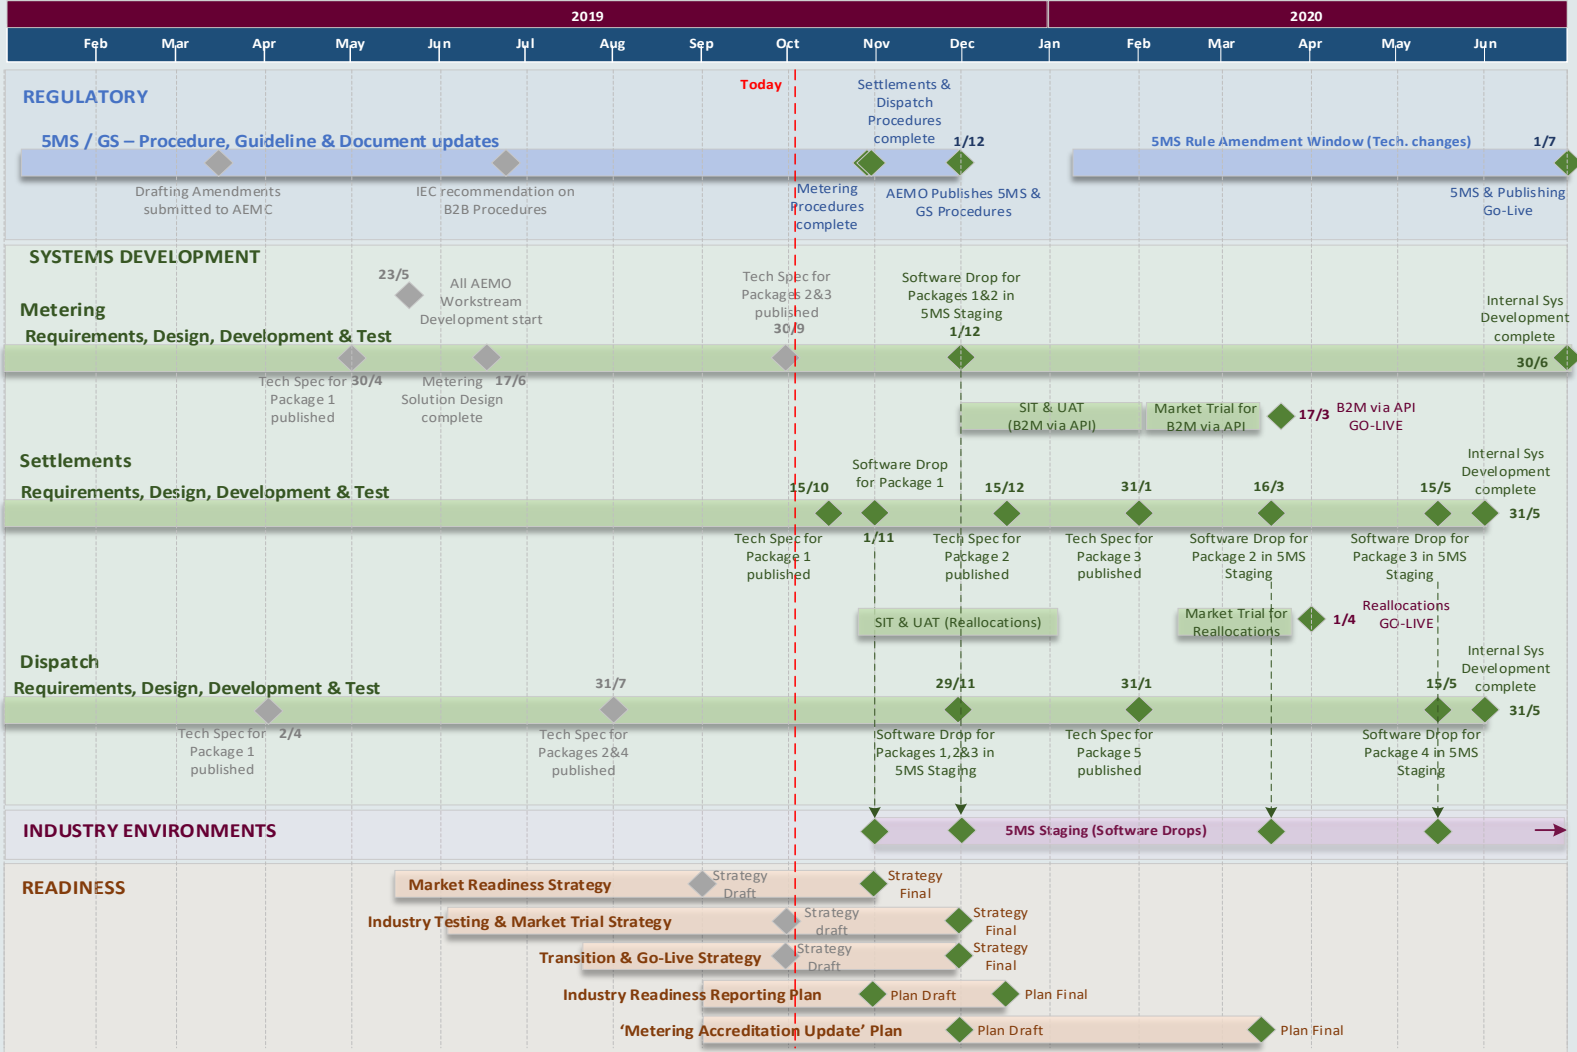 2019
2020
Feb
Mar
Apr
May
Jun
Jul
Aug
Sep
Oct
Nov
Dec
Jan
Feb
Mar
Apr
May
Jun
Today
REGULATORY
Settlements &
Dispatch
Procedures
complete
5MS / GS – Procedure, Guideline & Document updates
1/12
5MS Rule Amendment Window (Tech. changes)
1/7
Drafting Amendments
submitted to AEMC
IEC recommendation on
B2B Procedures
Metering
Procedures
complete
AEMO Publishes 5MS &
GS Procedures
5MS & Publishing
Go-Live
SYSTEMS DEVELOPMENT
23/5
All AEMO
Workstream
Development start
Tech Spec for
Packages 2&3
published
30/9
Software Drop for
Packages 1&2 in
5MS Staging
1/12
Internal Sys
Development
complete
30/6
Metering
Requirements, Design, Development & Test
Tech Spec for
Package 1
published
30/4
Metering
Solution Design
complete
17/6
SIT & UAT
(B2M via API)
Market Trial for
B2M via API
17/3
B2M via API
GO-LIVE
Settlements
Requirements, Design, Development & Test
15/10
Software Drop
for Package 1
15/12
31/1
16/3
15/5
Internal Sys
Development
complete
31/5
Tech Spec for
Package 1
published
1/11
Tech Spec for
Package 2
published
Tech Spec for
Package 3
published
Software Drop for
Package 2 in 5MS
Staging
Software Drop for
Package 3 in 5MS
Staging
SIT & UAT (Reallocations)
Market Trial for
Reallocations
1/4
Reallocations
GO-LIVE
Dispatch
Requirements, Design, Development & Test
31/7
29/11
31/1
15/5
Internal Sys
Development
complete
31/5
Tech Spec for
Package 1
published
2/4
Tech Spec for
Packages 2&4
published
Software Drop for
Packages 1,2&3 in
5MS Staging
Tech Spec for
Package 5
published
Software Drop for
Package 4 in 5MS
Staging
INDUSTRY ENVIRONMENTS
5MS Staging (Software Drops)
READINESS
Market Readiness Strategy
Strategy
Draft
Strategy
Final
Industry Testing & Market Trial Strategy
Strategy
draft
Strategy
Final
Transition & Go-Live Strategy
Strategy
Draft
Strategy
Final
Industry Readiness Reporting Plan
Plan Draft
Plan Final
‘Metering Accreditation Update’ Plan
Plan Draft
Plan Final